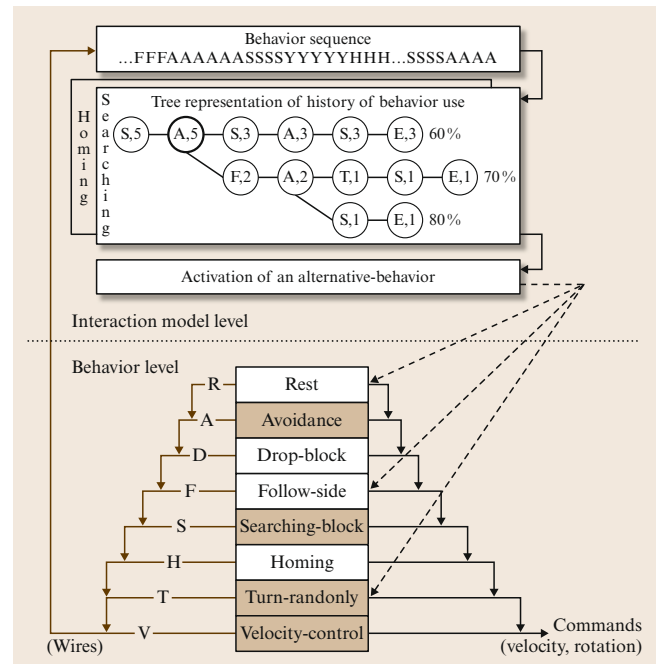 Behavior sequence
…FFFAAAAAASSSSYYYYYHHH…SSSSAAAA
Homing
Searching
Tree representation of history of behavior use
S,5 A,5 S,3 A,3 S,3 E,3 60%
F,2 A,2 T,1 S,1 E,1 70%
S,1 E,1 80%
Activation of an alternative-behavior
Interaction model level
Behavior level
R Rest
A Avoidance
D Drop-block
F Follow-side
S Searching-block
H Homing
T Turn-randonly
V Velocity-control
(Wires)
Commands
(velocity, rotation)